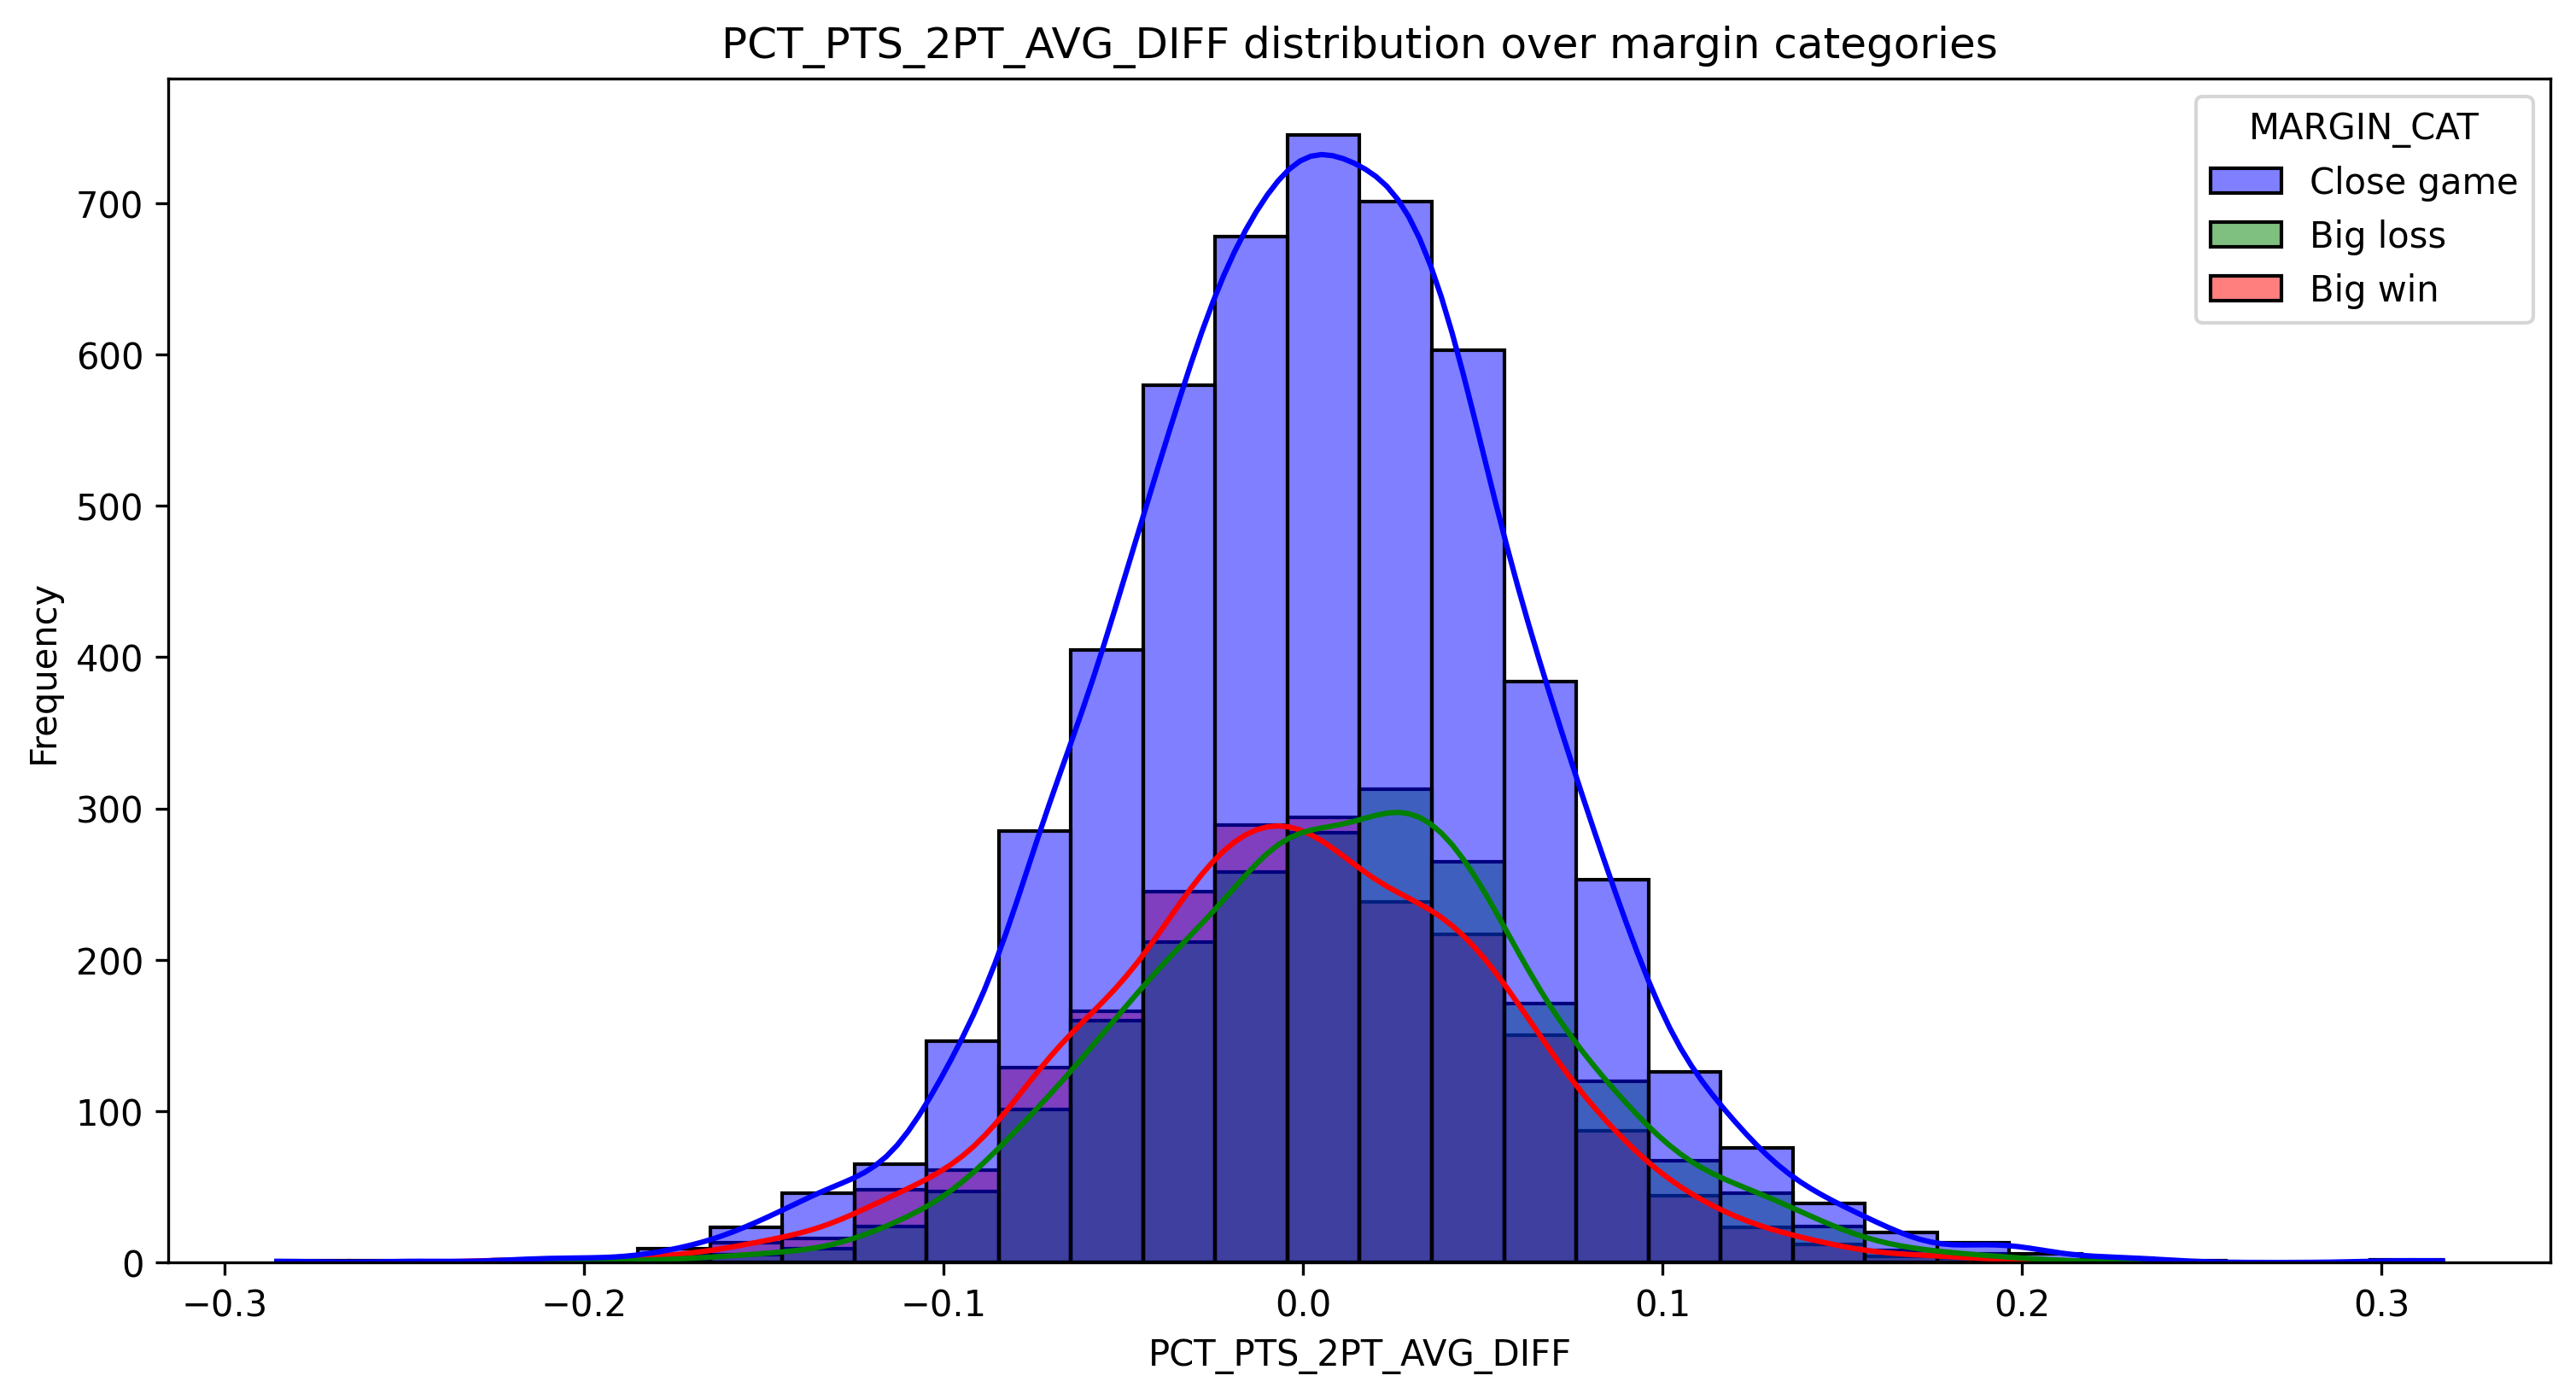 PCT_PTS_2PT_AVG_DIFF distribution over margin categories
MARGIN_CAT
Close game
Big loss
Big win
Frequency
700
600
500
400
300
200
100
0
−0.3 −0.2 −0.1 0.0 0.1 0.2 0.3
PCT_PTS_2PT_AVG_DIFF